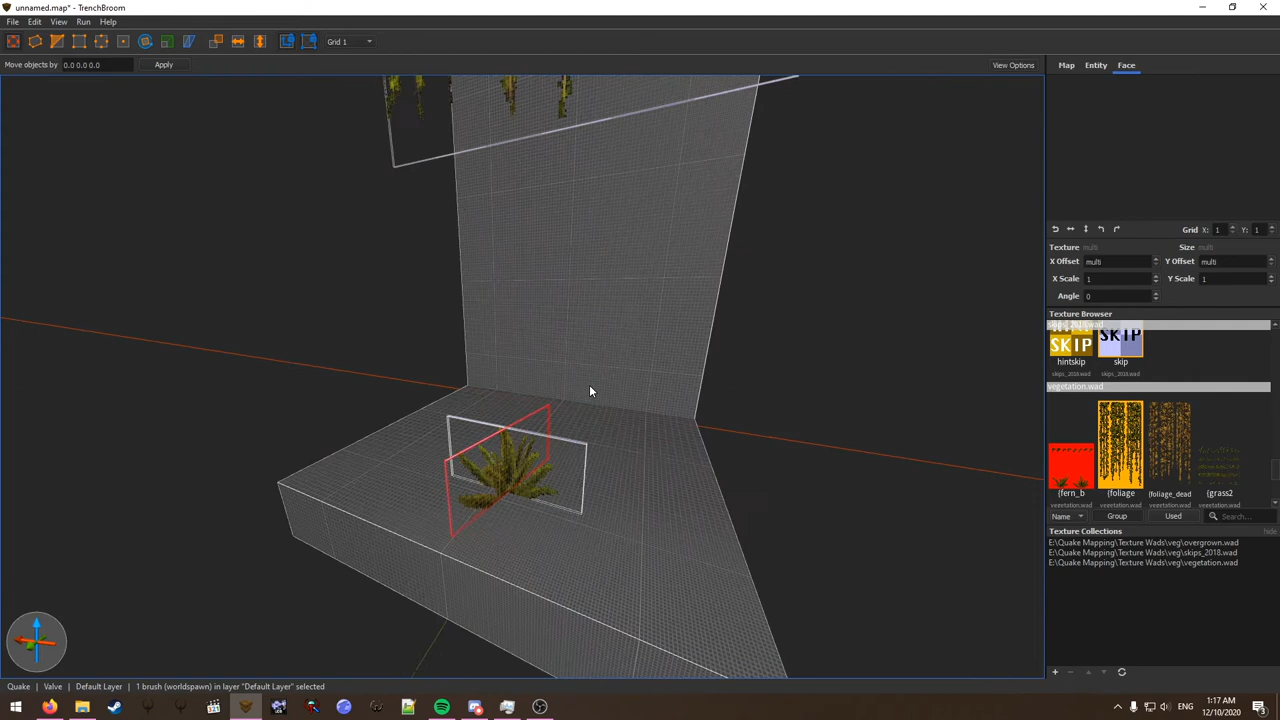 unnamed.map* - TrenchBroom
File Edit View Run Help
Grid 1
Move objects by 0.0 0.0 0.0 Apply View Options
Map Entity Face
Grid X: 1 Y: 1
Texture multi Size multi
X Offset multi Y Offset multi
X Scale 1 Y Scale 1
Angle 0
Texture Browser
skips_2018.wad
SKIP SKIP
hintskip skip
skips_2018.wad skips_2018.wad
vegetation.wad
{fern_b {foliage {foliage_dead {grass2
vegetation.wad vegetation.wad vegetation.wad vegetation.wad
Name Group Used Search...
Texture Collections hide
E:\Quake Mapping\Texture Wads\veg\overgrown.wad
E:\Quake Mapping\Texture Wads\veg\skips_2018.wad
E:\Quake Mapping\Texture Wads\veg\vegetation.wad
Quake Valve Default Layer 1 brush (worldspawn) in layer "Default Layer" selected
1:17 AM
ENG
12/10/2020